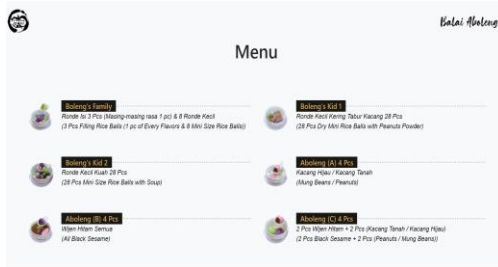 Balai Aboleng
Menu
Boleng's Family
Ronde Isi 3 Pcs (Masing-masing rasa 1 pc) & 8 Ronde Kecil
(3 Pcs Filling Rice Balls (1 pc of Every Flavors & 8 Mini Size Rice Balls))
Boleng's Kid 1
Ronde Kecil Kering Tabur Kacang 28 Pcs
(28 Pcs Dry Mini Rice Balls with Peanuts Powder)
Boleng's Kid 2
Ronde Kecil Kuah 28 Pcs
(28 Pcs Mini Size Rice Balls with Soup)
Aboleng (A) 4 Pcs
Kacang Hijau / Kacang Tanah
(Mung Beans / Peanuts)
Aboleng (B) 4 Pcs
Wijen Hitam Semua
(All Black Sesame)
Aboleng (C) 4 Pcs
2 Pcs Wijen Hitam + 2 Pcs (Kacang Tanah / Kacang Hijau)
(2 Pcs Black Sesame + 2 Pcs (Peanuts / Mung Beans))